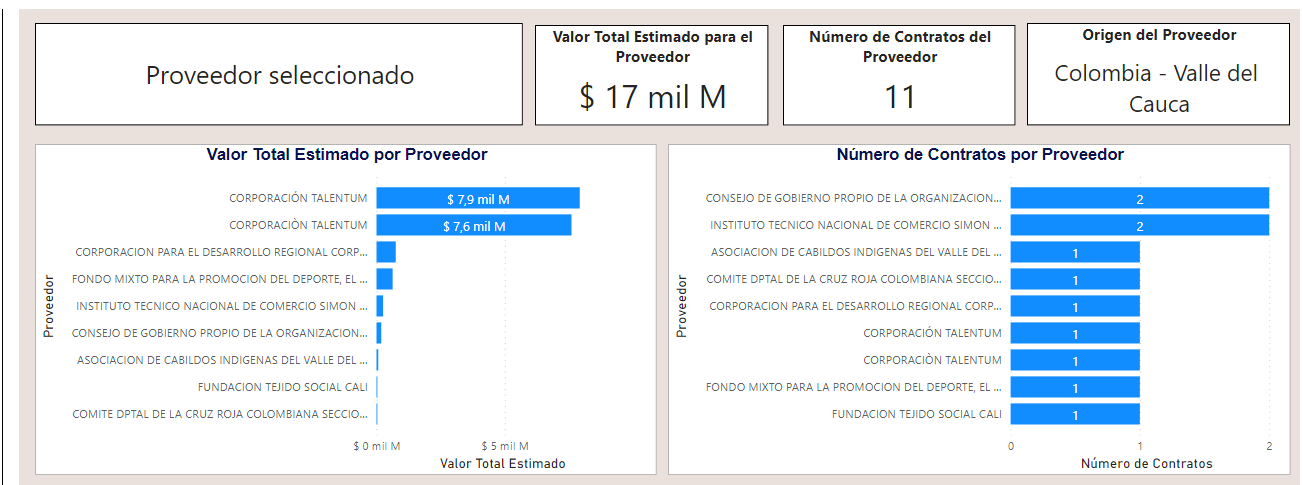 Proveedor seleccionado
Valor Total Estimado para el
Proveedor
$ 17 mil M
Número de Contratos del
Proveedor
11
Origen del Proveedor
Colombia - Valle del
Cauca
Valor Total Estimado por Proveedor
Proveedor
CORPORACIÓN TALENTUM
$ 7,9 mil M
CORPORACIÒN TALENTUM
$ 7,6 mil M
CORPORACION PARA EL DESARROLLO REGIONAL CORP...
FONDO MIXTO PARA LA PROMOCION DEL DEPORTE, EL ...
INSTITUTO TECNICO NACIONAL DE COMERCIO SIMON ...
CONSEJO DE GOBIERNO PROPIO DE LA ORGANIZACION...
ASOCIACION DE CABILDOS INDIGENAS DEL VALLE DEL ...
FUNDACION TEJIDO SOCIAL CALI
COMITE DPTAL DE LA CRUZ ROJA COLOMBIANA SECCIO...
$ 0 mil M
$ 5 mil M
Valor Total Estimado
Número de Contratos por Proveedor
Proveedor
CONSEJO DE GOBIERNO PROPIO DE LA ORGANIZACION...
2
INSTITUTO TECNICO NACIONAL DE COMERCIO SIMON ...
2
ASOCIACION DE CABILDOS INDIGENAS DEL VALLE DEL ...
1
COMITE DPTAL DE LA CRUZ ROJA COLOMBIANA SECCIO...
1
CORPORACION PARA EL DESARROLLO REGIONAL CORP...
1
CORPORACIÓN TALENTUM
1
CORPORACIÒN TALENTUM
1
FONDO MIXTO PARA LA PROMOCION DEL DEPORTE, EL ...
1
FUNDACION TEJIDO SOCIAL CALI
1
0
1
2
Número de Contratos